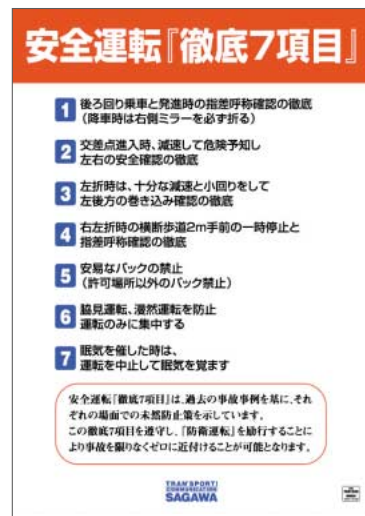 安全運転『徹底7項目』
1 後ろ回り乗車と発進時の指差呼称確認の徹底
（降車時は右側ミラーを必ず折る）
2 交差点進入時、減速して危険予知し
左右の安全確認の徹底
3 左折時は、十分な減速と小回りをして
左後方の巻き込み確認の徹底
4 右左折時の横断歩道2m手前の一時停止と
指差呼称確認の徹底
5 安易なバックの禁止
（許可場所以外のバック禁止）
6 脇見運転、漫然運転を防止
運転のみに集中する
7 眠気を催した時は、
運転を中止して眠気を覚ます
安全運転『徹底7項目』は、過去の事故事例を基に、それ
ぞれの場面での未然防止策を示しています。
この徹底7項目を遵守し、『防衛運転』を励行することに
より事故を限りなくゼロに近付けることが可能となります。
TRANSPORT!
COMMUNICATION
SAGAWA